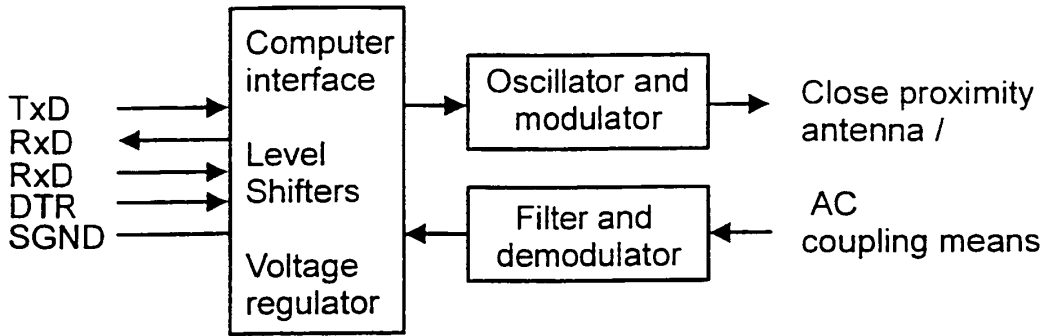 TxD
RxD
RxD
DTR
SGND
Computer
interface
Level
Shifters
Voltage
regulator
Oscillator and
modulator
Filter and
demodulator
Close proximity
antenna /
AC
coupling means